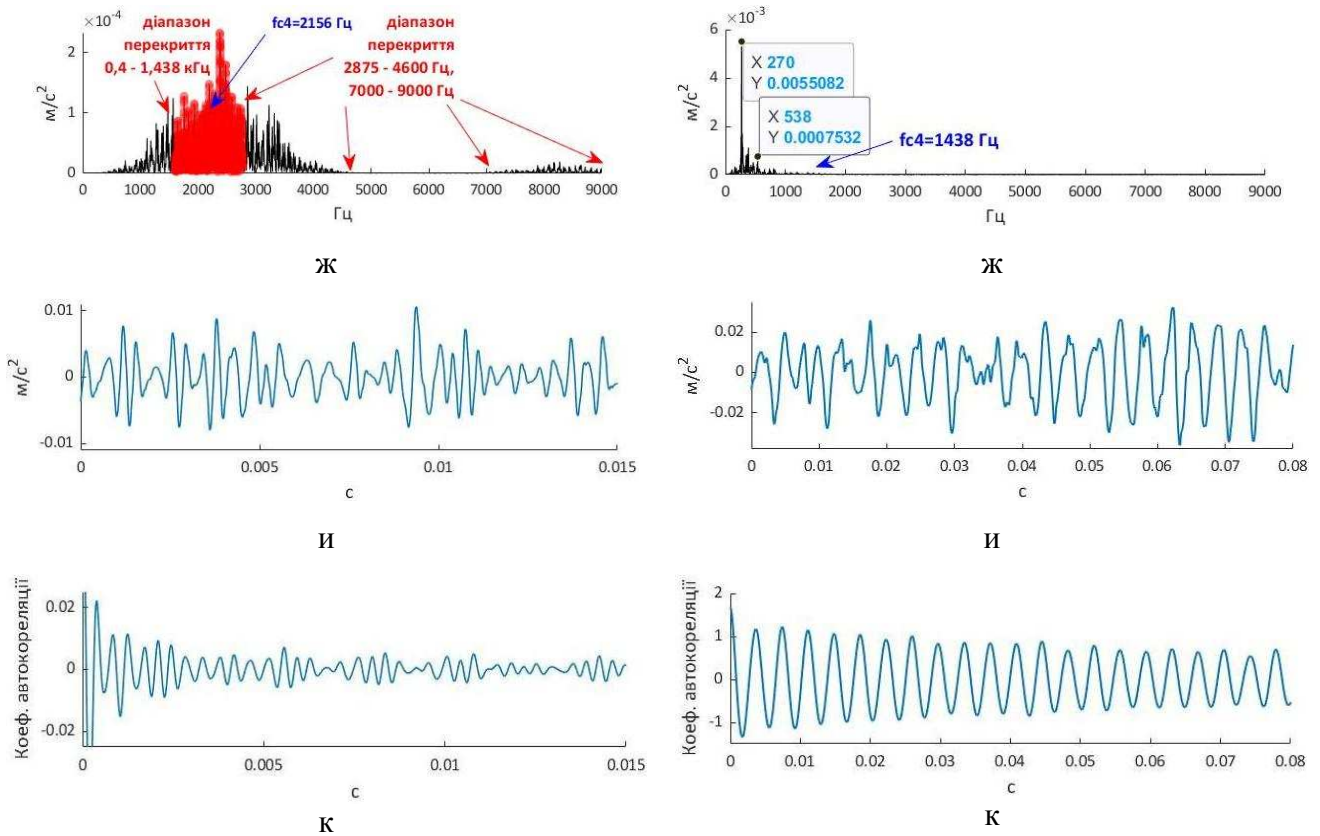 ×10⁻⁴
діапазон
перекриття
0,4 - 1,438 кГц
fc4=2156 Гц
діапазон
перекриття
2875 - 4600 Гц,
7000 - 9000 Гц
м/с²
2
1
0
0 1000 2000 3000 4000 5000 6000 7000 8000 9000
Гц
ж
×10⁻³
м/с²
6
4
2
0
X 270
Y 0.0055082
X 538
Y 0.0007532
fc4=1438 Гц
0 1000 2000 3000 4000 5000 6000 7000 8000 9000
Гц
ж
м/с²
0.01
0
-0.01
0 0.005 0.01 0.015
с
и
м/с²
0.02
0
-0.02
0 0.01 0.02 0.03 0.04 0.05 0.06 0.07 0.08
с
и
Коеф. автокореляції
0.02
0
-0.02
0 0.005 0.01 0.015
с
к
Коеф. автокореляції
2
1
0
-1
0 0.01 0.02 0.03 0.04 0.05 0.06 0.07 0.08
с
к